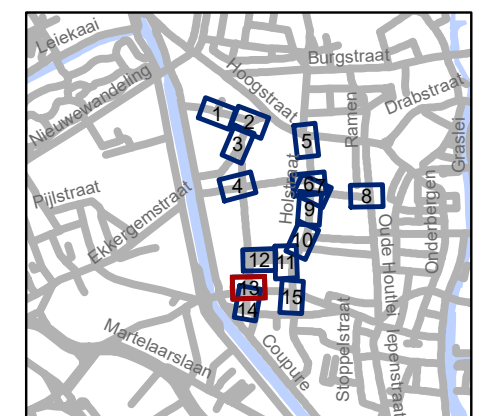 Leiekaai
Burgstraat
Hoogstraat
Nieuwewandeling
Drabstraat
Ramen
Graslei
1
2
3
5
4
Holstraat
6
7
8
Pijlstraat
Ekkergemstraat
9
Onderbergen
10
12
11
13
15
14
Oude Houtlei
Iepenstraat
Martelaarslaan
Coupure
Stoppelstraat